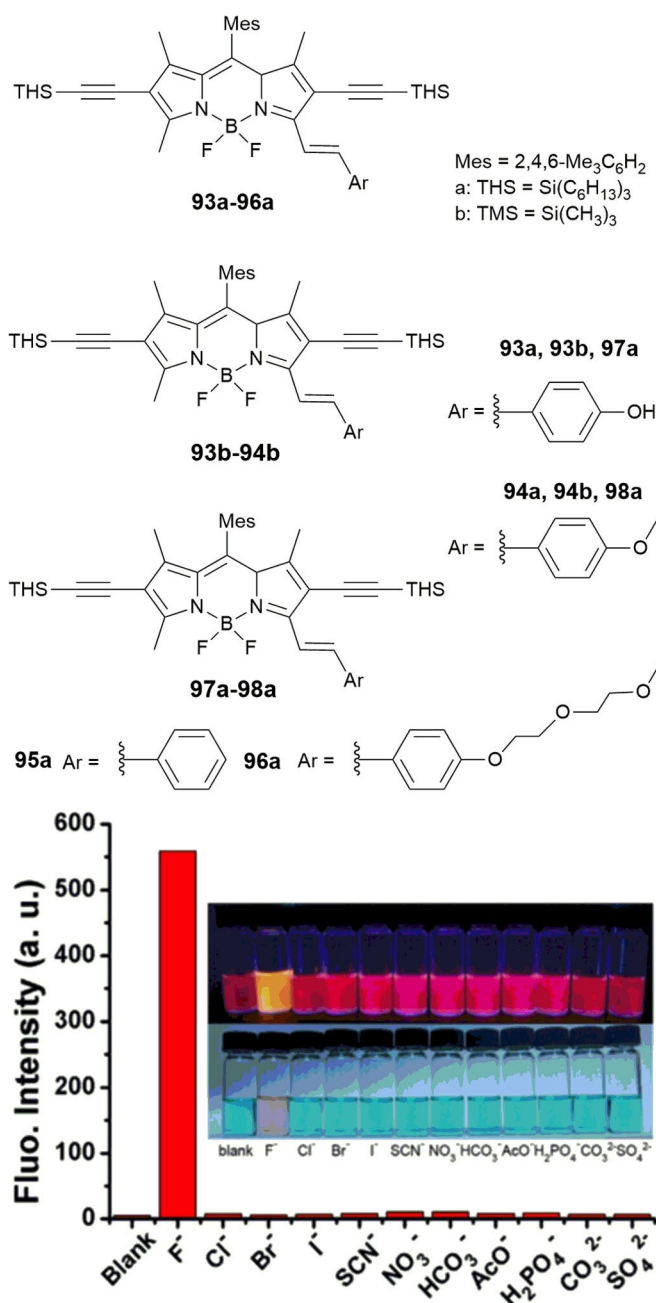 Mes
THS
THS
N
N
B
F
F
Ar
93a-96a
Mes = 2,4,6-Me₃C₆H₂
a: THS = Si(C₆H₁₃)₃
b: TMS = Si(CH₃)₃
Mes
THS
THS
N
N
B
F
F
Ar
93b-94b
93a, 93b, 97a
Ar =
OH
94a, 94b, 98a
Ar =
O
Mes
THS
THS
N
N
B
F
F
Ar
97a-98a
95a Ar =
96a Ar =
O
O
O
Fluo. Intensity (a. u.)
600
500
400
300
200
100
0
blank F⁻ Cl⁻ Br⁻ I⁻ SCN⁻ NO₃⁻ HCO₃⁻ AcO⁻ H₂PO₄⁻ CO₃²⁻ SO₄²⁻
Blank F⁻ Cl⁻ Br⁻ I⁻ SCN⁻ NO₃⁻ HCO₃⁻ AcO⁻ H₂PO₄⁻ CO₃²⁻ SO₄²⁻